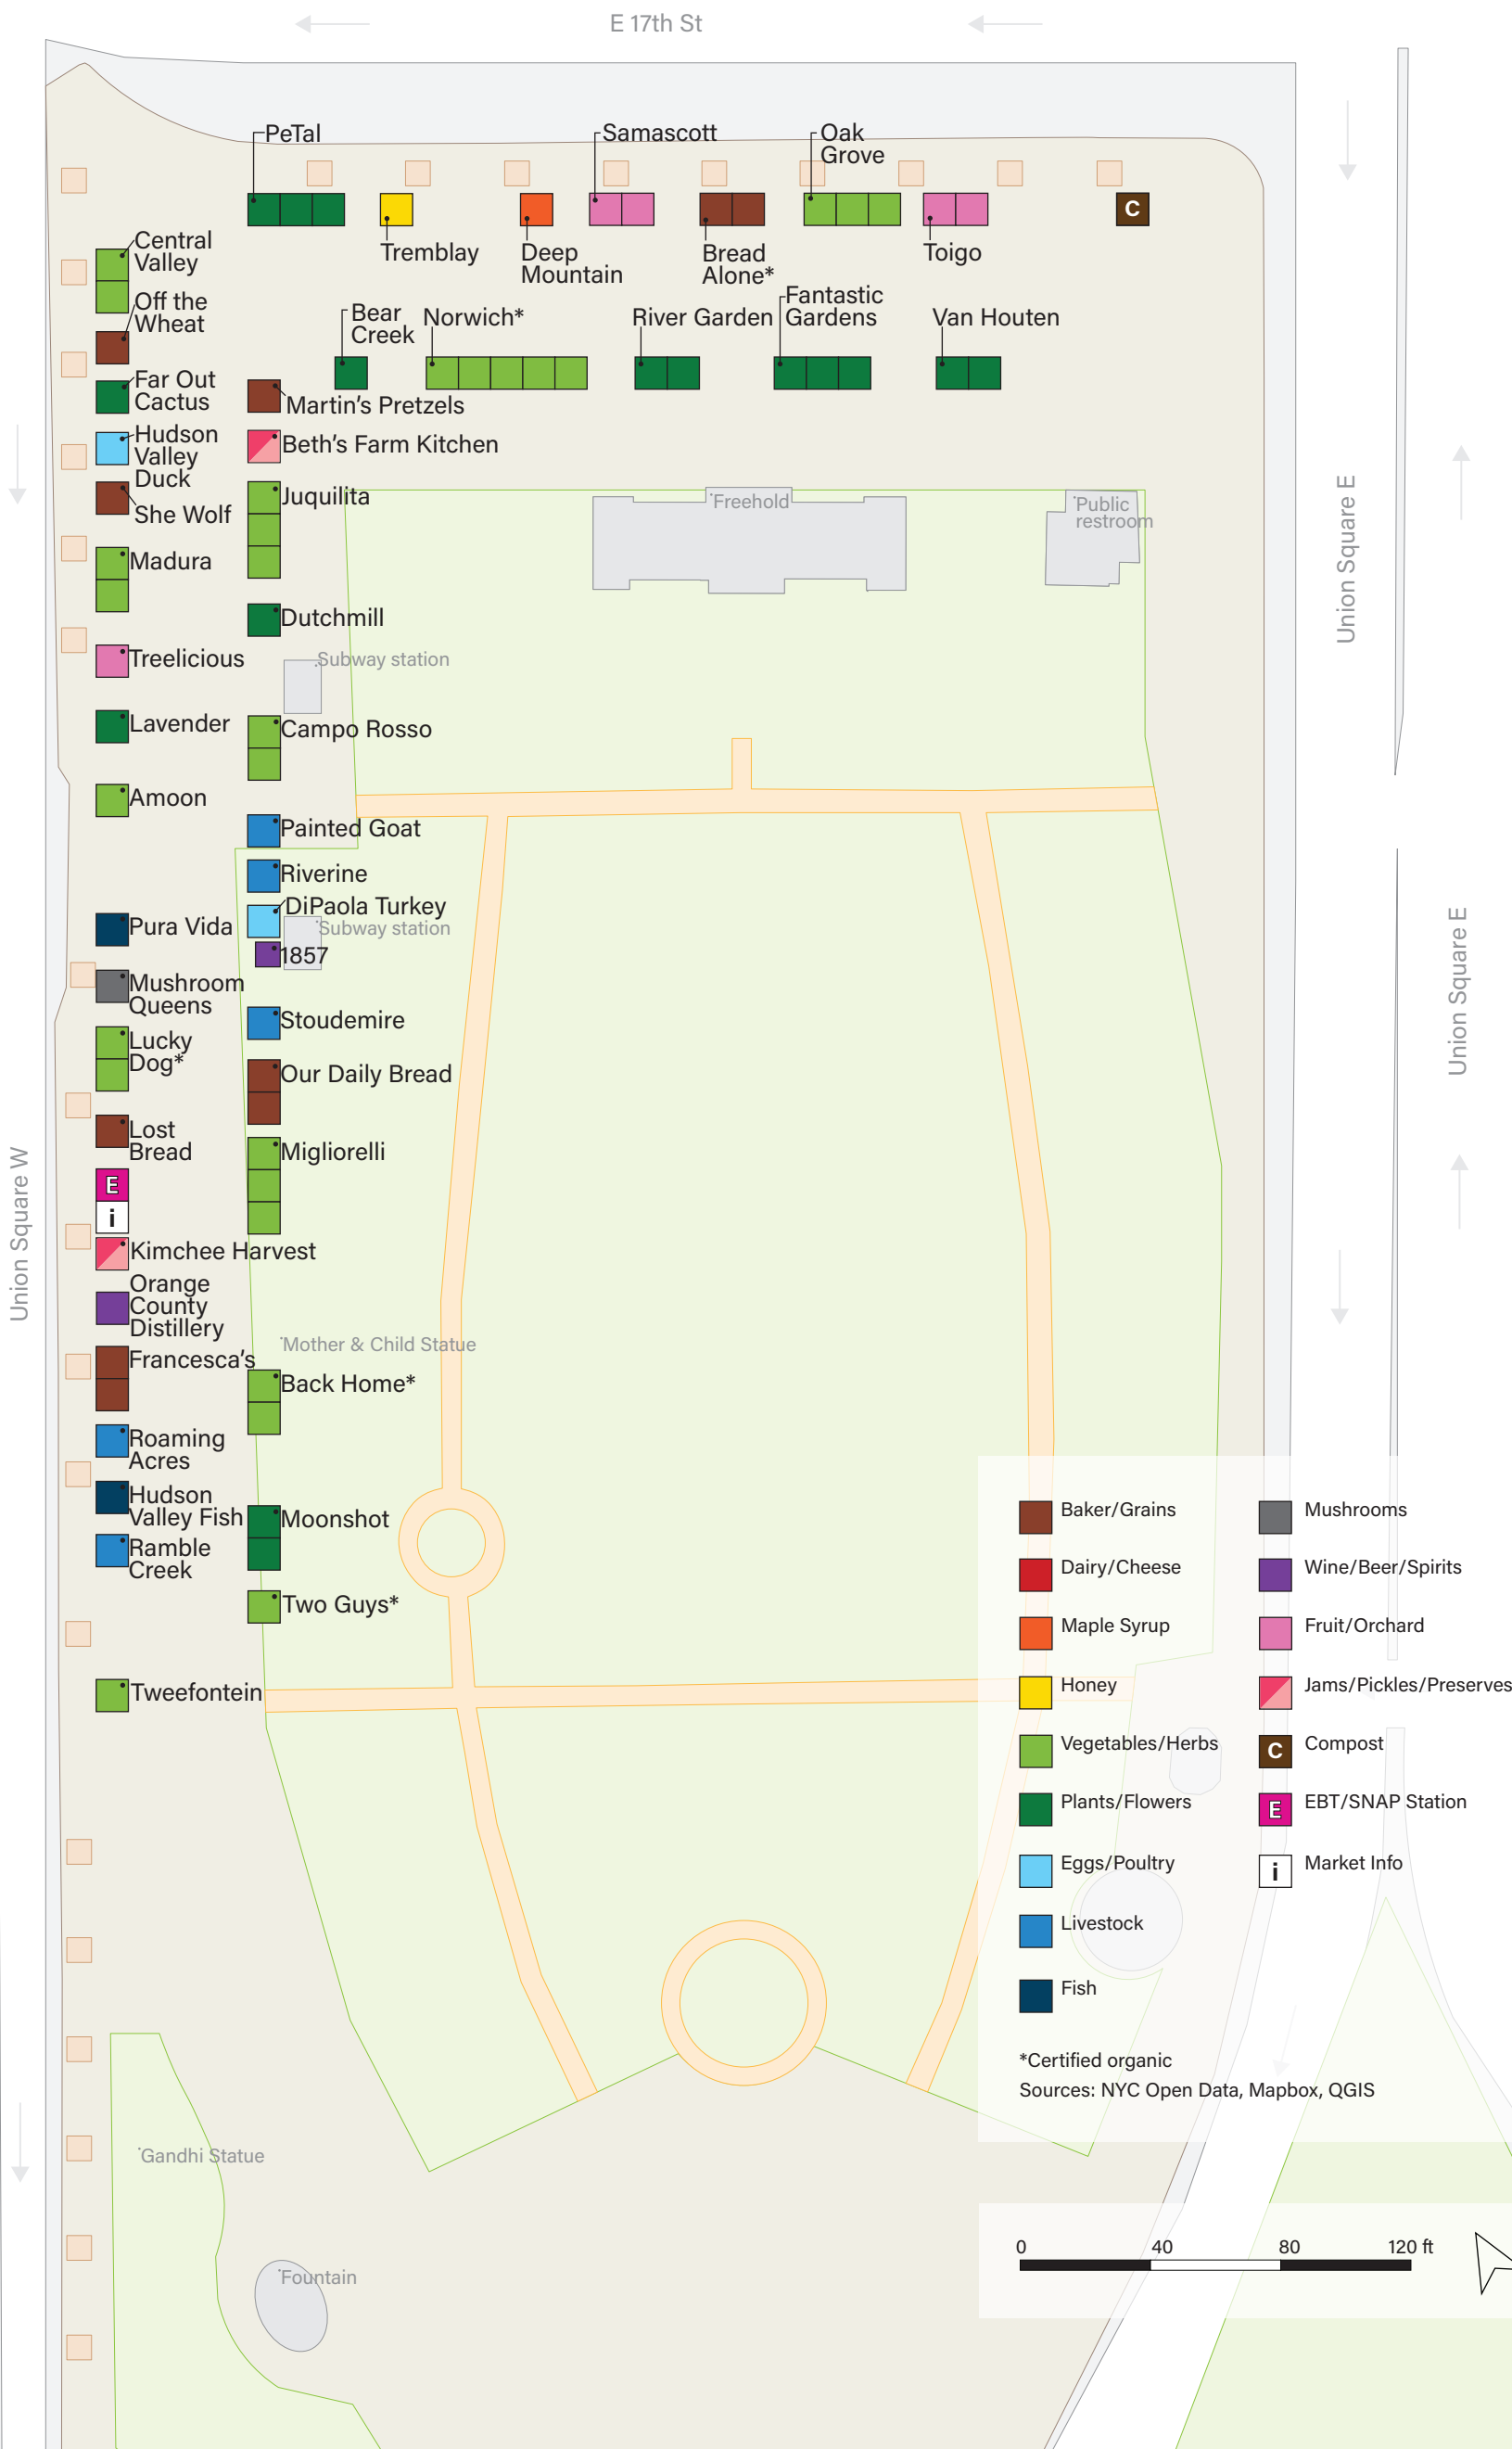 E 17th St
PeTal
Samascott
Oak
Grove
C
Tremblay
Deep
Mountain
Bread
Alone*
Toigo
Central
Valley
Off the
Wheat
Bear
Creek
Norwich*
River Garden
Fantastic
Gardens
Van Houten
Far Out
Cactus
Martin's Pretzels
Hudson
Valley
Duck
Beth's Farm Kitchen
She Wolf
Juquilita
Freehold
Public
restroom
Union Square E
Madura
Dutchmill
Treelicious
Subway station
Lavender
Campo Rosso
Amoon
Painted Goat
Riverine
DiPaola Turkey
Pura Vida
Subway station
1857
Mushroom
Queens
Union Square E
Stoudemire
Lucky
Dog*
Our Daily Bread
Lost
Bread
Migliorelli
E
i
Union Square W
Kimchee Harvest
Orange
County
Distillery
Mother & Child Statue
Francesca's
Back Home*
Roaming
Acres
Hudson
Valley Fish
Moonshot
Ramble
Creek
Two Guys*
Tweefontein
Baker/Grains
Dairy/Cheese
Maple Syrup
Honey
Vegetables/Herbs
Plants/Flowers
Eggs/Poultry
Livestock
Fish
Mushrooms
Wine/Beer/Spirits
Fruit/Orchard
Jams/Pickles/Preserves
C Compost
E EBT/SNAP Station
i Market Info
*Certified organic
Sources: NYC Open Data, Mapbox, QGIS
Gandhi Statue
Fountain
0 40 80 120 ft